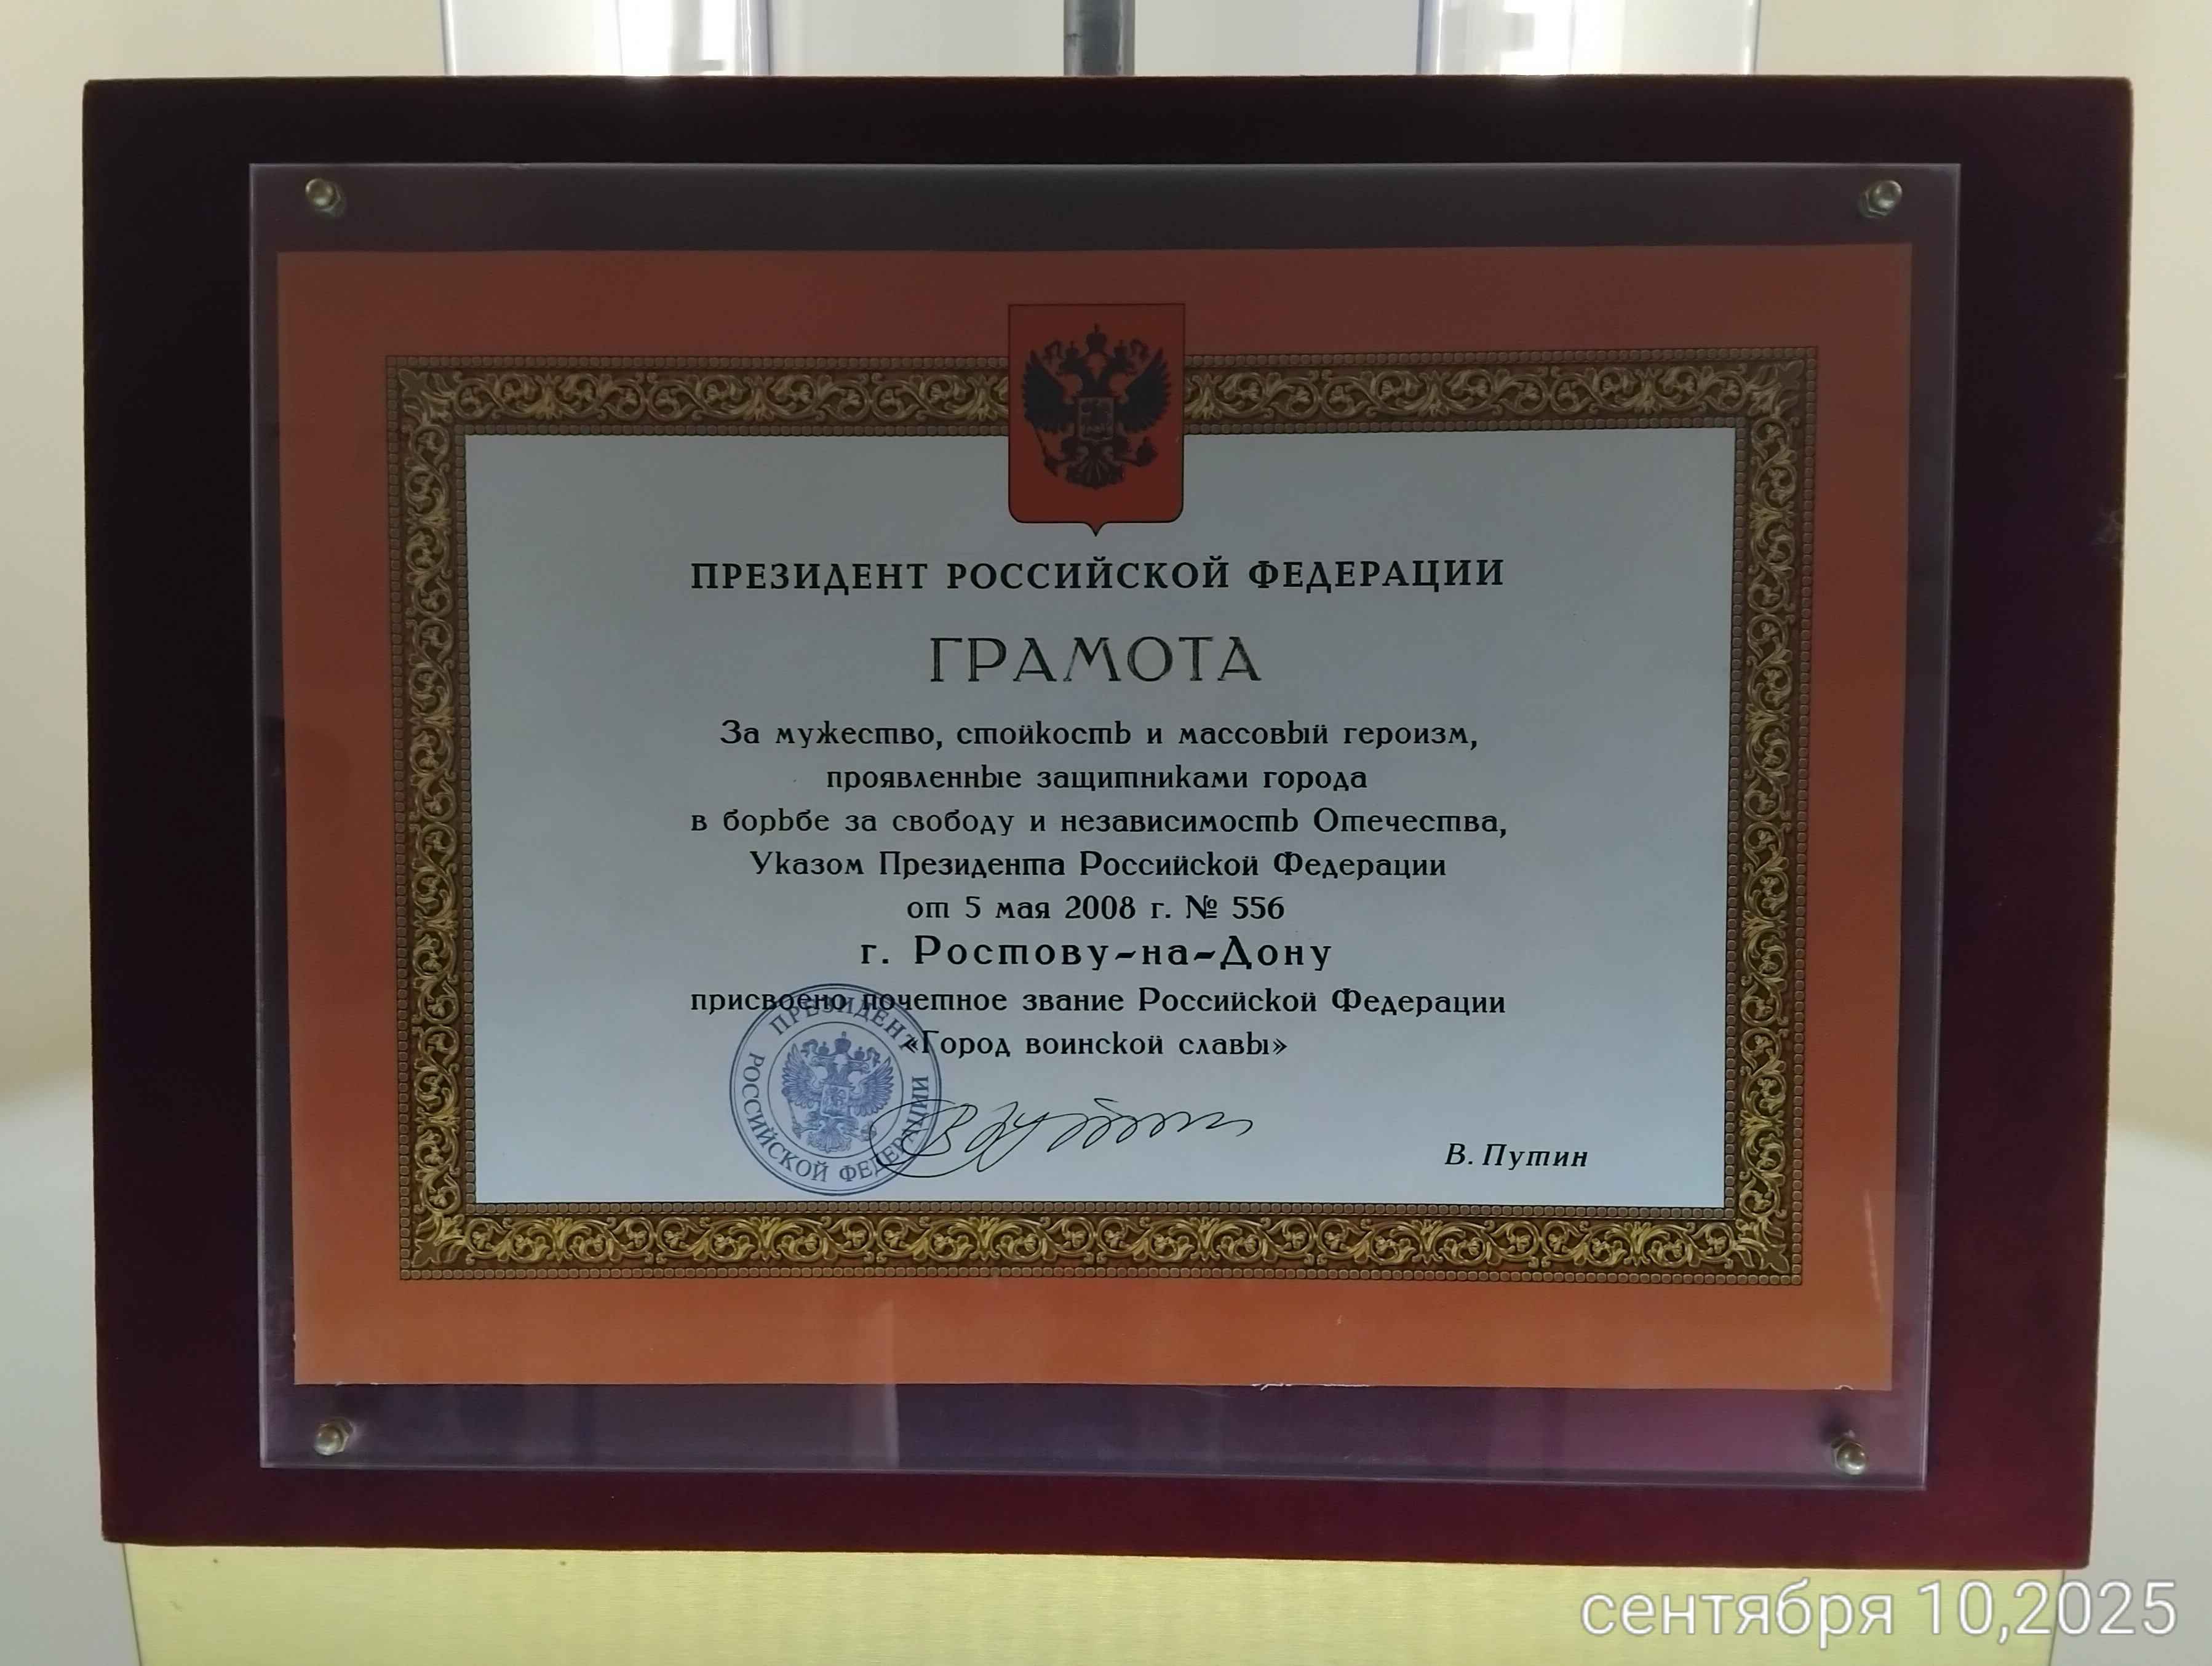 ПРЕЗИДЕНТ РОССИЙСКОЙ ФЕДЕРАЦИИ
ГРАМОТА
За мужество, стойкость и массовый героизм,
проявленные защитниками города
в борьбе за свободу и независимость Отечества,
Указом Президента Российской Федерации
от 5 мая 2008 г. № 556
г. Ростову-на-Дону
присвоено почетное звание Российской Федерации
«Город воинской славы»
ПРЕЗИДЕНТ
РОССИЙСКОЙ ФЕДЕРАЦИИ
В. Путин
сентября 10,2025